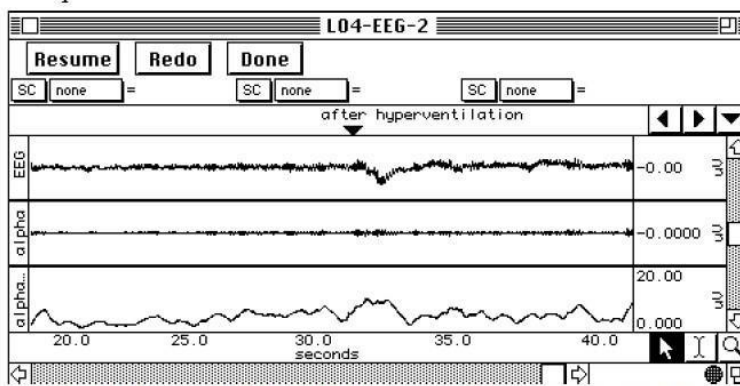 L04-EEG-2
Resume Redo Done
SC none = SC none = SC none =
after hyperventilation
EEG -0.00 uV
alpha -0.0000 uV
alpha... 20.00 uV
0.000
20.0 25.0 30.0 35.0 40.0
seconds